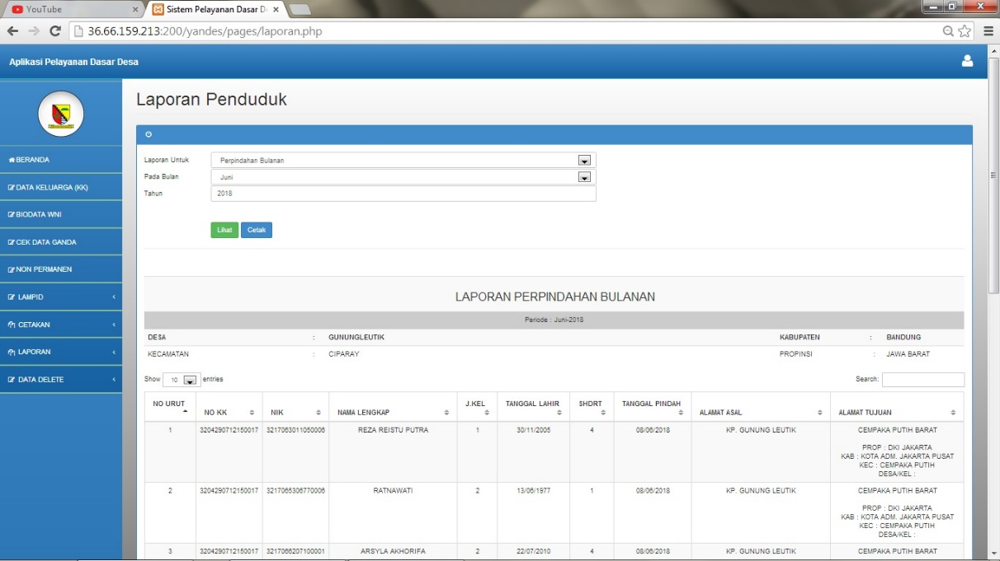 YouTube
Sistem Pelayanan Dasar D
36.66.159.213:200/yandes/pages/laporan.php
Aplikasi Pelayanan Dasar Desa
Laporan Penduduk
BERANDA
DATA KELUARGA (KK)
BIODATA WNI
CEK DATA GANDA
NON PERMANEN
LAMPID
CETAKAN
LAPORAN
DATA DELETE
Laporan Untuk Perpindahan Bulanan
Pada Bulan Juni
Tahun 2018
Lihat Cetak
LAPORAN PERPINDAHAN BULANAN
Periode : Juni-2018
DESA : GUNUNGLEUTIK KABUPATEN : BANDUNG
KECAMATAN : CIPARAY PROPINSI : JAWA BARAT
Show 10 entries Search:
NO URUT NO KK NIK NAMA LENGKAP J.KEL TANGGAL LAHIR SHDRT TANGGAL PINDAH ALAMAT ASAL ALAMAT TUJUAN
1 3204290712150017 3217063011050006 REZA REISTU PUTRA 1 30/11/2005 4 08/06/2018 KP. GUNUNG LEUTIK CEMPAKA PUTIH BARAT
PROP : DKI JAKARTA
KAB : KOTA ADM. JAKARTA PUSAT
KEC : CEMPAKA PUTIH
DESA/KEL :
2 3204290712150017 3217065306770006 RATNAWATI 2 13/06/1977 1 08/06/2018 KP. GUNUNG LEUTIK CEMPAKA PUTIH BARAT
PROP : DKI JAKARTA
KAB : KOTA ADM. JAKARTA PUSAT
KEC : CEMPAKA PUTIH
DESA/KEL :
3 3204290712150017 3217066207100001 ARSYLA AKHORIFA 2 22/07/2010 4 08/06/2018 KP. GUNUNG LEUTIK CEMPAKA PUTIH BARAT